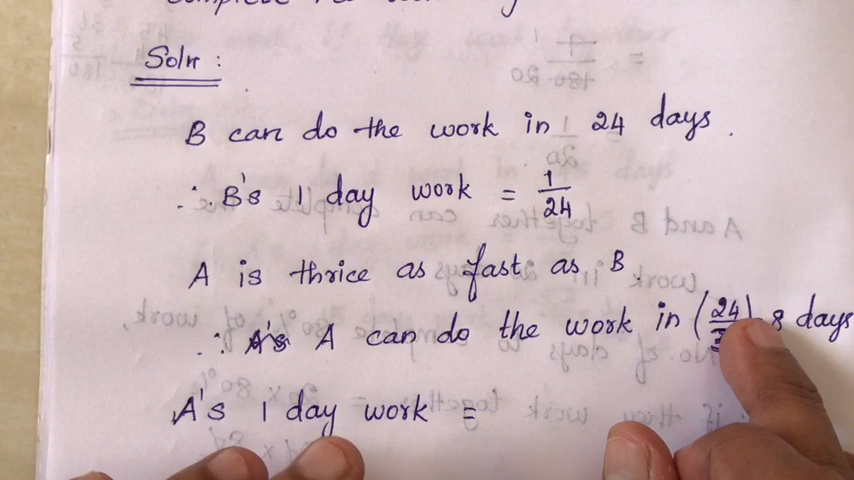 Soln :
B can do the work in 24 days.
∴ B's 1 day work = 1/24
A is thrice as fast as B
∴ A can do the work in (24/3) 8 days
A's 1 day work =